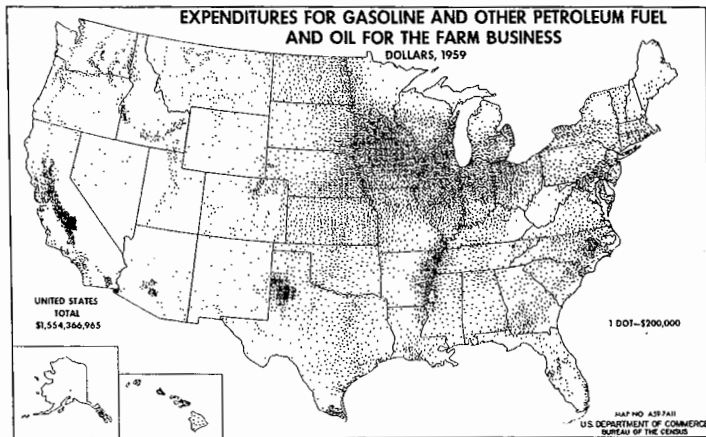 EXPENDITURES FOR GASOLINE AND OTHER PETROLEUM FUEL
AND OIL FOR THE FARM BUSINESS
DOLLARS, 1959
UNITED STATES
TOTAL
$1,554,366,965
1 DOT—$200,000
MAP NO. A59-7A11
U.S. DEPARTMENT OF COMMERCE
BUREAU OF THE CENSUS